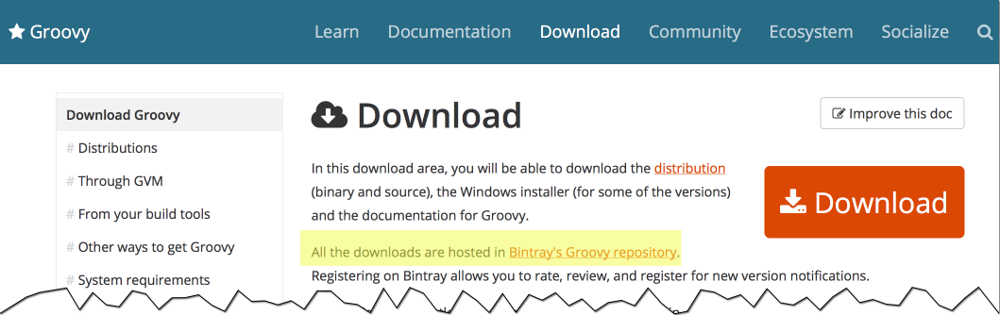 Groovy
Learn
Documentation
Download
Community
Ecosystem
Socialize
Download Groovy
# Distributions
# Through GVM
# From your build tools
# Other ways to get Groovy
# System requirements
Download
Improve this doc
In this download area, you will be able to download the distribution
(binary and source), the Windows installer (for some of the versions)
and the documentation for Groovy.
Download
All the downloads are hosted in Bintray's Groovy repository.
Registering on Bintray allows you to rate, review, and register for new version notifications.